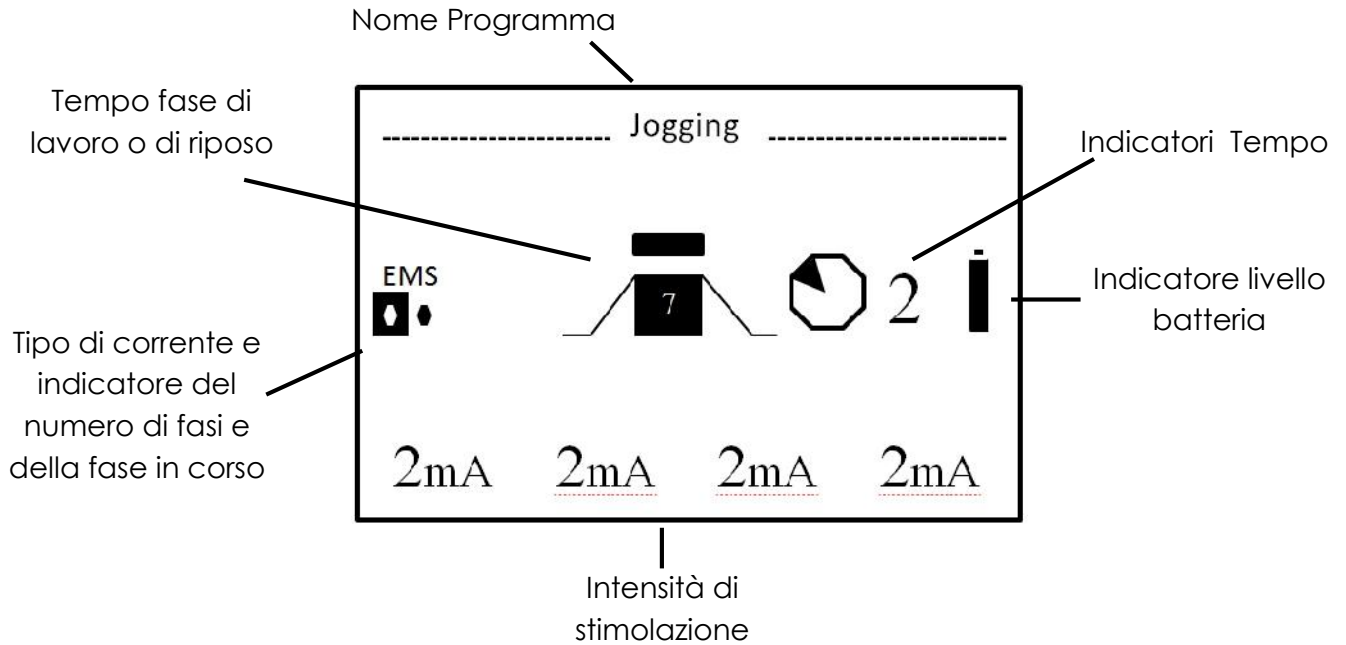 Nome Programma
Tempo fase di
lavoro o di riposo
Jogging
Indicatori Tempo
EMS
7
2
Indicatore livello
batteria
Tipo di corrente e
indicatore del
numero di fasi e
della fase in corso
2mA 2mA 2mA 2mA
Intensità di
stimolazione